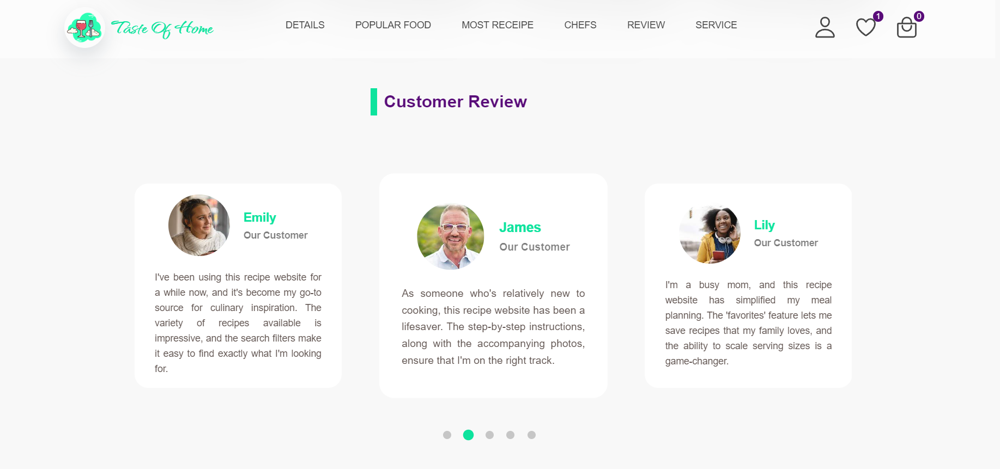 Taste Of Home
DETAILS
POPULAR FOOD
MOST RECEIPE
CHEFS
REVIEW
SERVICE
1
0
Customer Review
Emily
Our Customer
I've been using this recipe website for
a while now, and it's become my go-to
source for culinary inspiration. The
variety of recipes available is
impressive, and the search filters make
it easy to find exactly what I'm looking
for.
James
Our Customer
As someone who's relatively new to
cooking, this recipe website has been a
lifesaver. The step-by-step instructions,
along with the accompanying photos,
ensure that I'm on the right track.
Lily
Our Customer
I'm a busy mom, and this recipe
website has simplified my meal
planning. The 'favorites' feature lets me
save recipes that my family loves, and
the ability to scale serving sizes is a
game-changer.